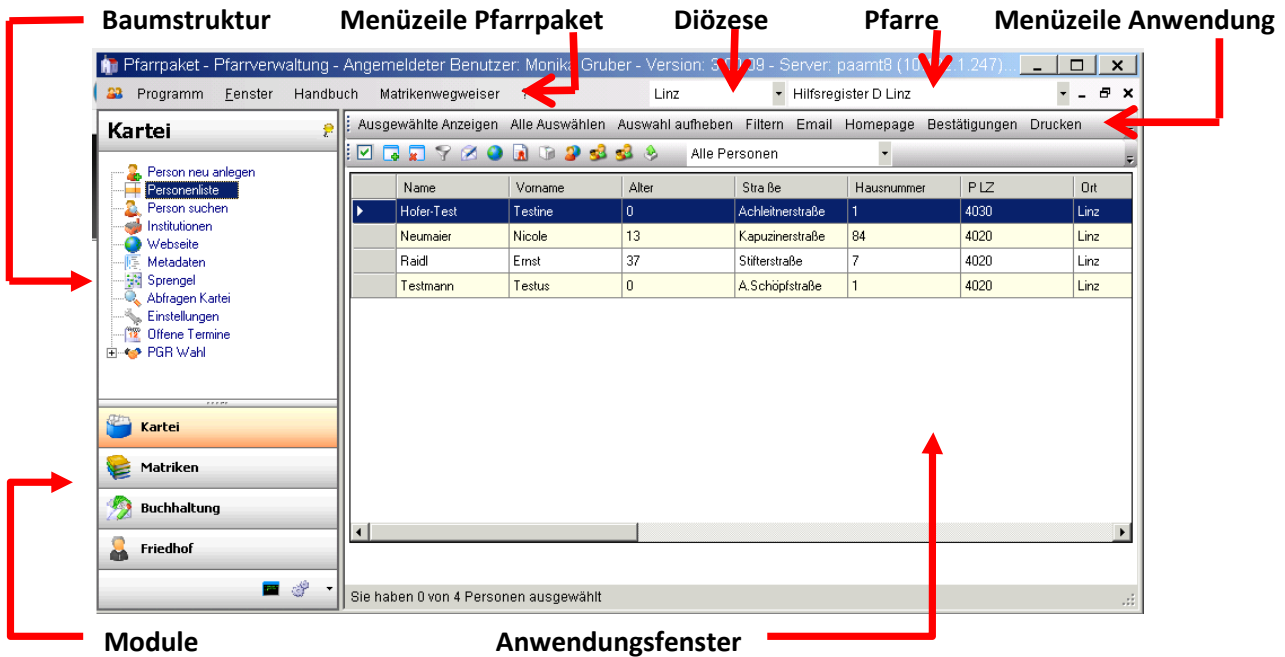 Baumstruktur Menüzeile Pfarrpaket Diözese Pfarre Menüzeile Anwendung
Pfarrpaket - Pfarrverwaltung - Angemeldeter Benutzer: Monika Gruber - Version: - Server: paamt8
Programm Fenster Handbuch Matrikenwegweiser ? Linz Hilfsregister D Linz
Kartei
Ausgewählte Anzeigen Alle Auswählen Auswahl aufheben Filtern Email Homepage Bestätigungen Drucken
Alle Personen
Person neu anlegen
Personenliste
Person suchen
Institutionen
Webseite
Metadaten
Sprengel
Abfragen Kartei
Einstellungen
Offene Termine
PGR Wahl
Name Vorname Alter Straße Hausnummer PLZ Ort
Hofer-Test Testine 0 Achleitnerstraße 1 4030 Linz
Neumaier Nicole 13 Kapuzinerstraße 84 4020 Linz
Raidl Ernst 37 Stifterstraße 7 4020 Linz
Testmann Testus 0 A.Schöpfstraße 1 4020 Linz
Kartei
Matriken
Buchhaltung
Friedhof
Sie haben 0 von 4 Personen ausgewählt
Module Anwendungsfenster